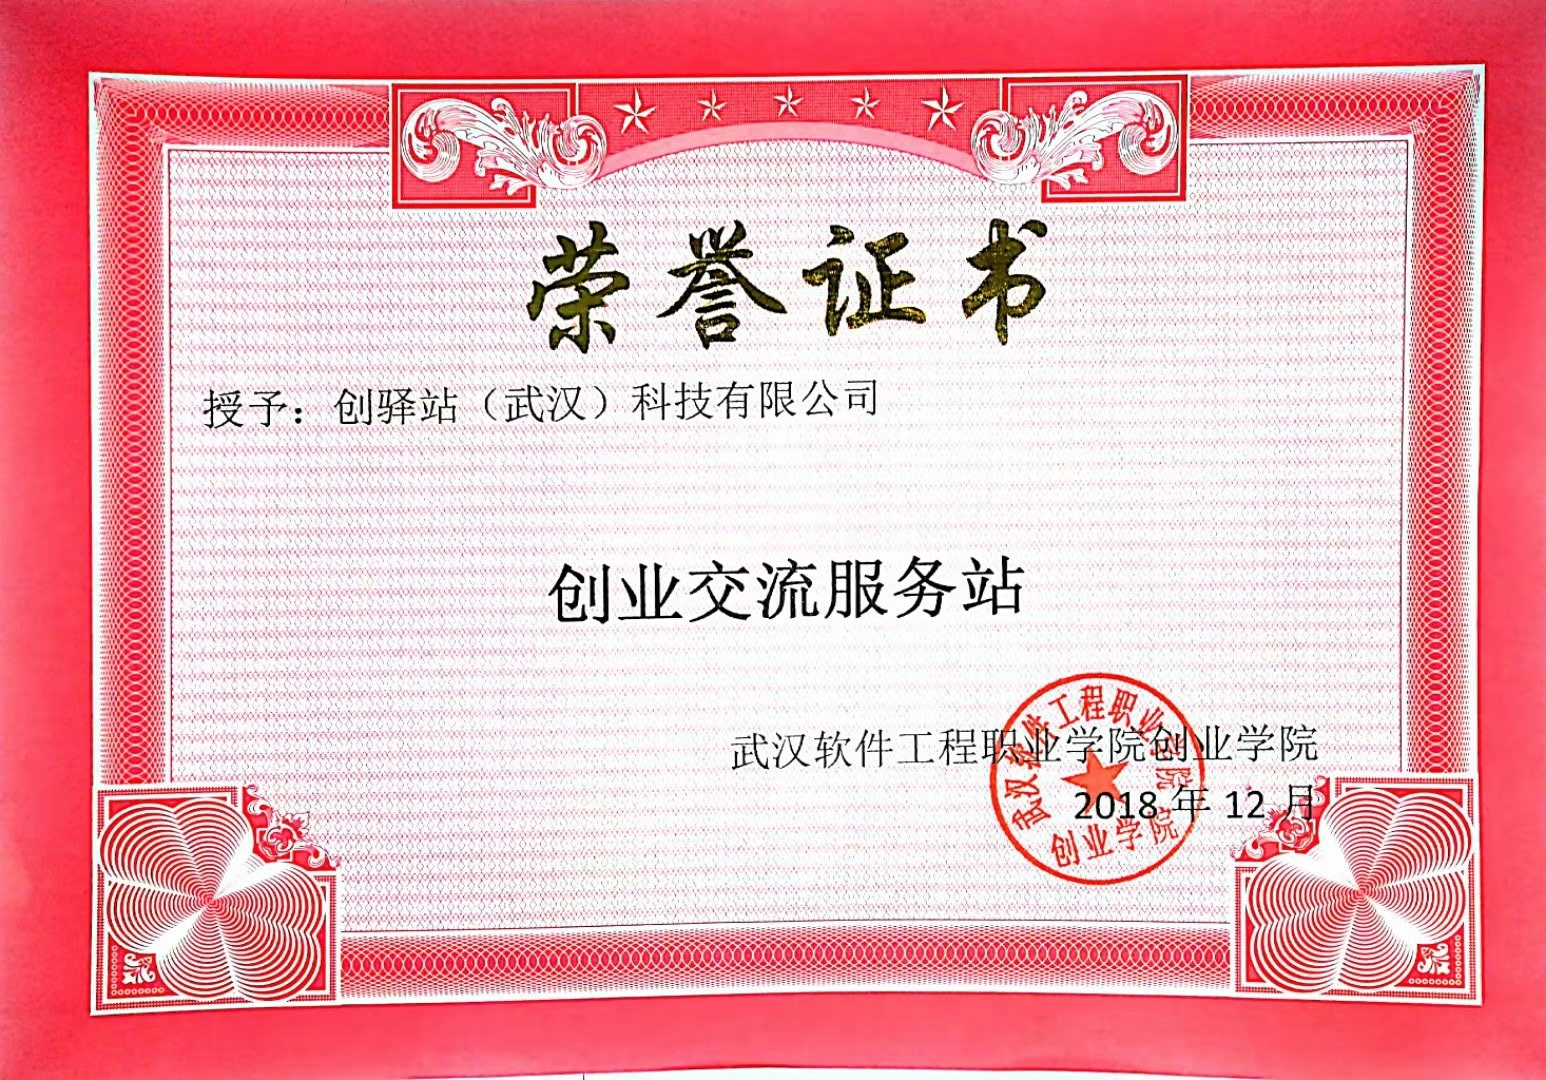 荣誉证书
授予：创驿站（武汉）科技有限公司
创业交流服务站
武汉软件工程职业学院创业学院
2018 年 12 月
武汉软件工程职业学院
创业学院